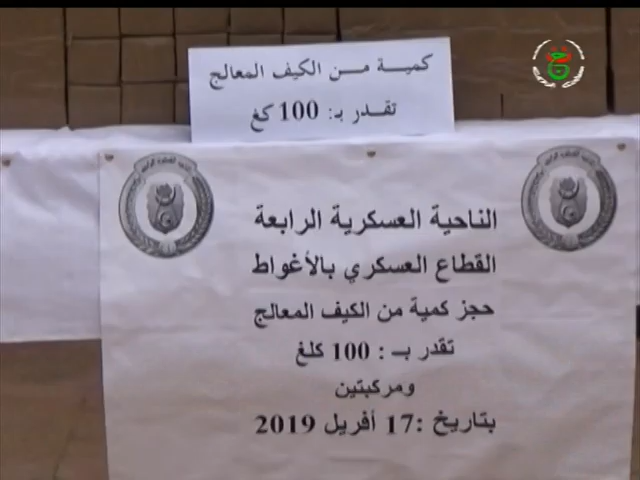 كمية من الكيف المعالج
تقدر بـ: 100 كغ
الناحية العسكرية الرابعة
القطاع العسكري بالأغواط
حجز كمية من الكيف المعالج
تقدر بــ : 100 كلغ
ومركبتين
بتاريخ :17 أفريل 2019